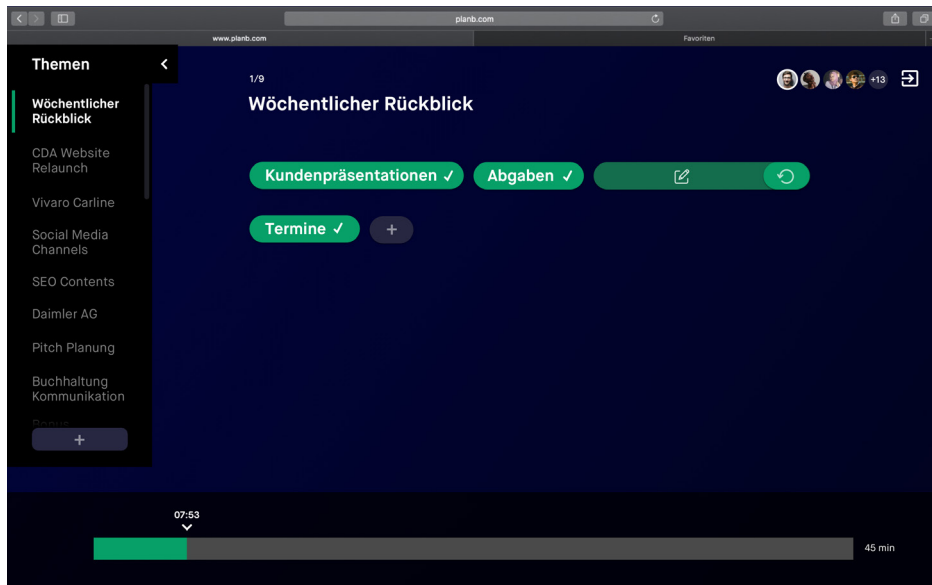 planb.com
www.planb.com
Favoriten
Themen
1/9
+13
Wöchentlicher Rückblick
Wöchentlicher
Rückblick
CDA Website
Relaunch
Vivaro Carline
Social Media
Channels
SEO Contents
Daimler AG
Pitch Planung
Buchhaltung
Kommunikation
Bonus
+
Kundenpräsentationen ✓
Abgaben ✓
Termine ✓
+
07:53
45 min